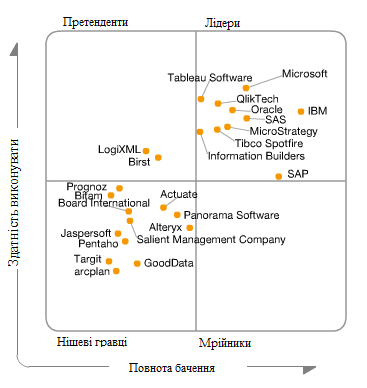 Претенденти
Лідери
Tableau Software
Microsoft
QlikTech
Oracle
IBM
SAS
MicroStrategy
Tibco Spotfire
Information Builders
LogiXML
Birst
SAP
Prognoz
Bitam
Board International
Actuate
Panorama Software
Alteryx
Jaspersoft
Salient Management Company
Pentaho
Targit
GoodData
arcplan
Здатність виконувати
Нішеві гравці
Мрійники
Повнота бачення